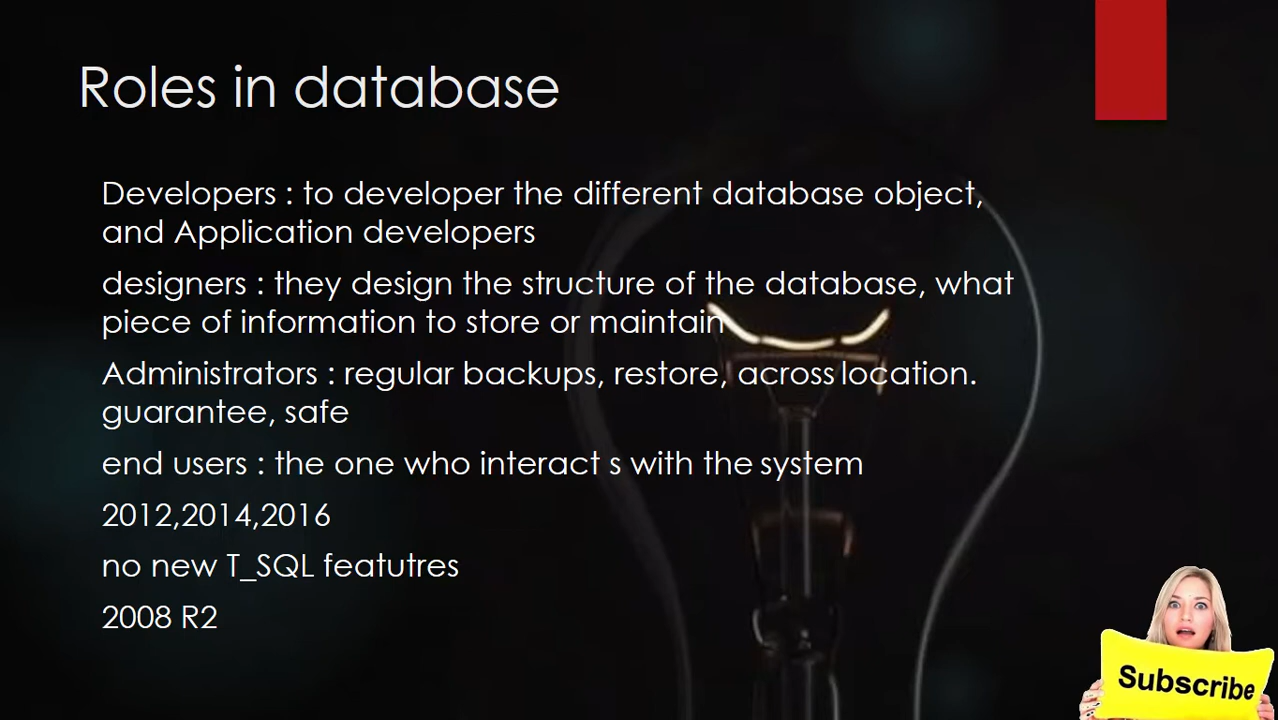 Roles in database
Developers : to developer the different database object,
and Application developers
designers : they design the structure of the database, what
piece of information to store or maintain
Administrators : regular backups, restore, across location.
guarantee, safe
end users : the one who interact s with the system
2012,2014,2016
no new T_SQL featutres
2008 R2
Subscribe